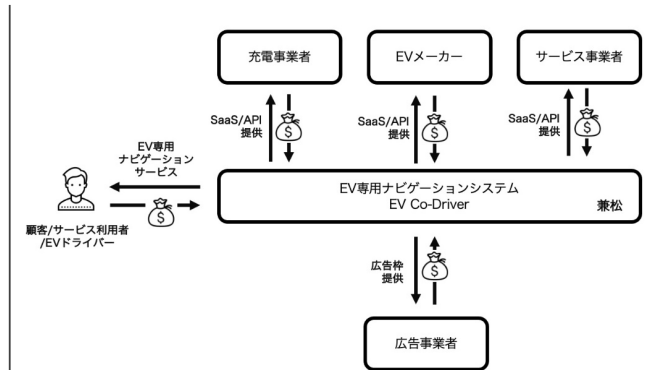 充電事業者
EVメーカー
サービス事業者
SaaS/API
提供
$
SaaS/API
提供
$
SaaS/API
提供
$
EV専用
ナビゲーション
サービス
$
顧客/サービス利用者
/EVドライバー
EV専用ナビゲーションシステム
EV Co-Driver
兼松
広告枠
提供
$
広告事業者